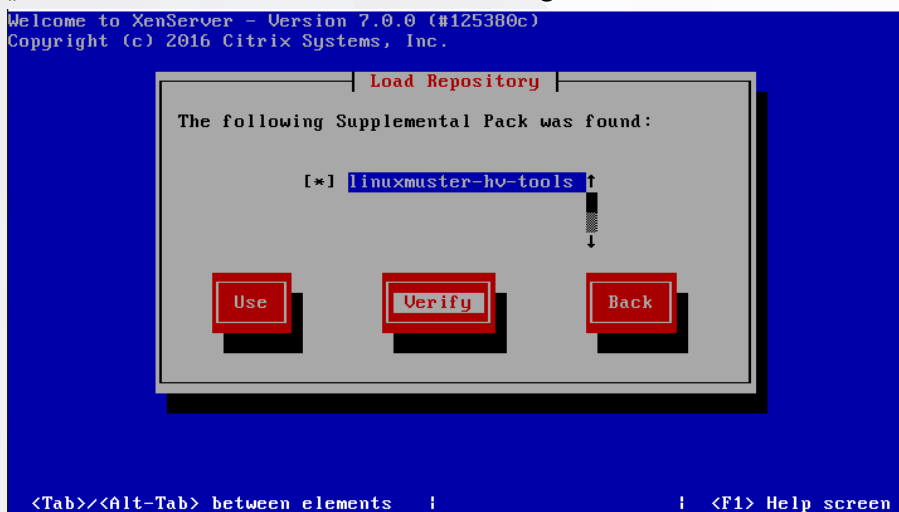 Welcome to XenServer - Version 7.0.0 (#125380c)
Copyright (c) 2016 Citrix Systems, Inc.
Load Repository
The following Supplemental Pack was found:
[*] linuxmuster-hv-tools ↑
↓
Use Verify Back
<Tab>/<Alt-Tab> between elements | | <F1> Help screen